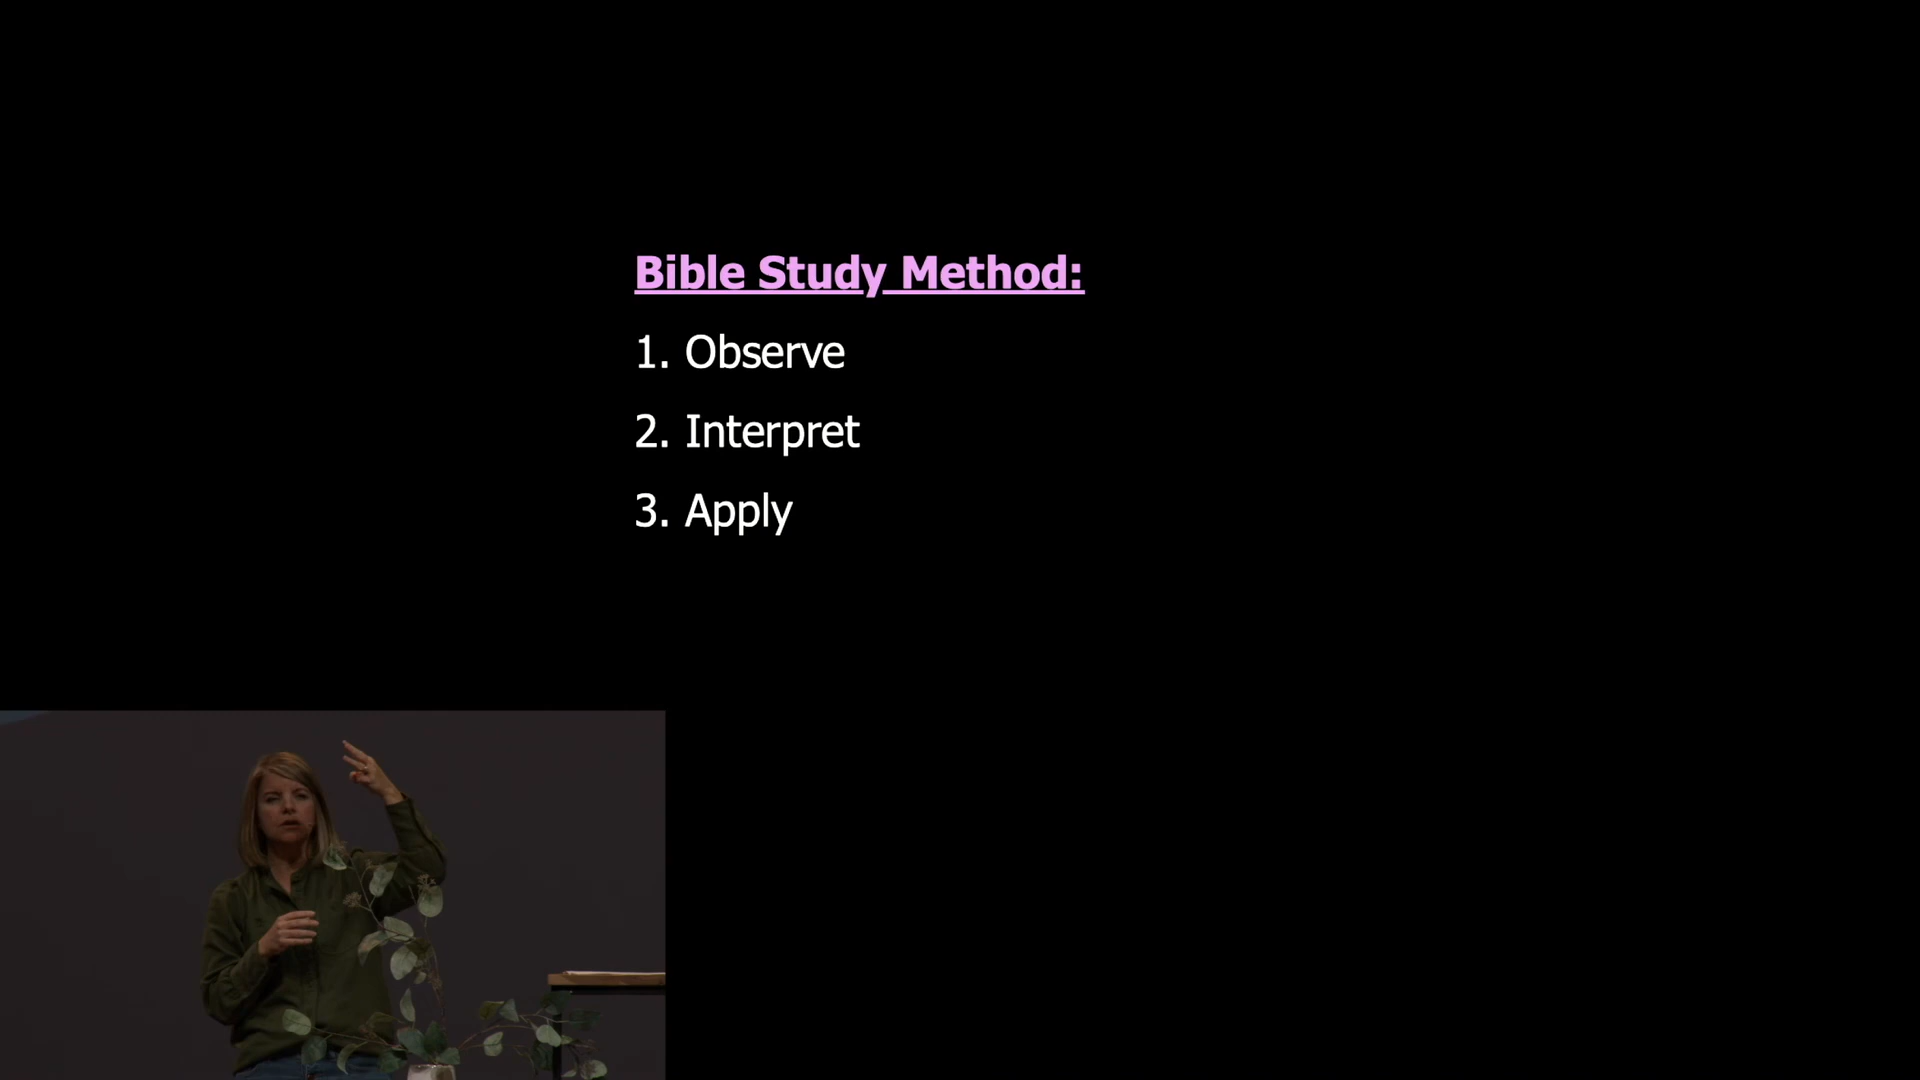 Bible Study Method:
1. Observe
2. Interpret
3. Apply